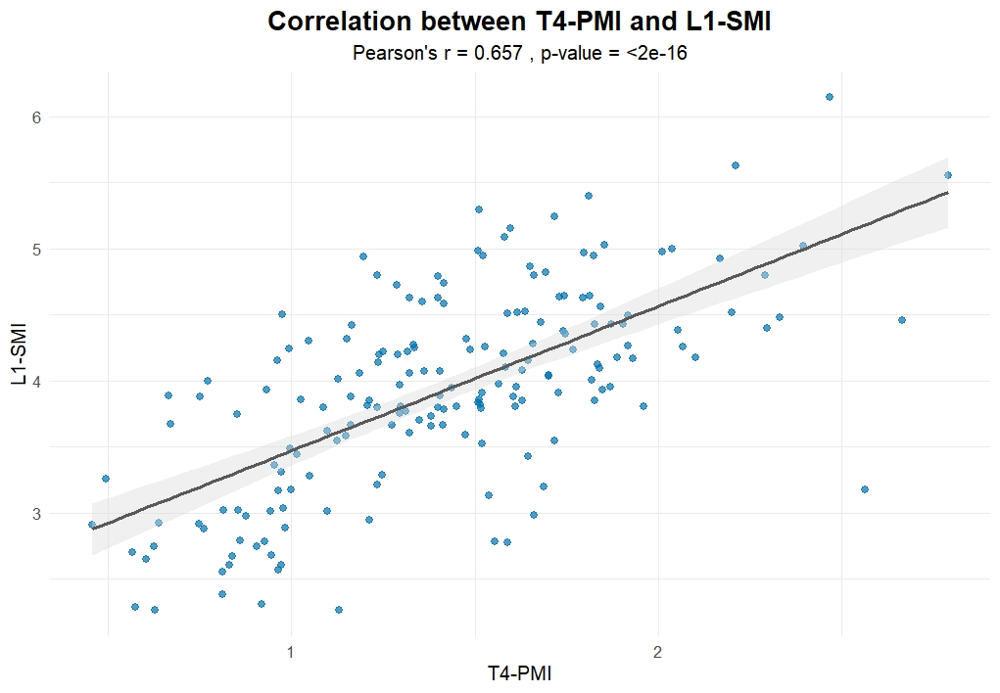 Correlation between T4-PMI and L1-SMI
Pearson's r = 0.657 , p-value = <2e-16
6
5
4
3
L1-SMI
1 2
T4-PMI